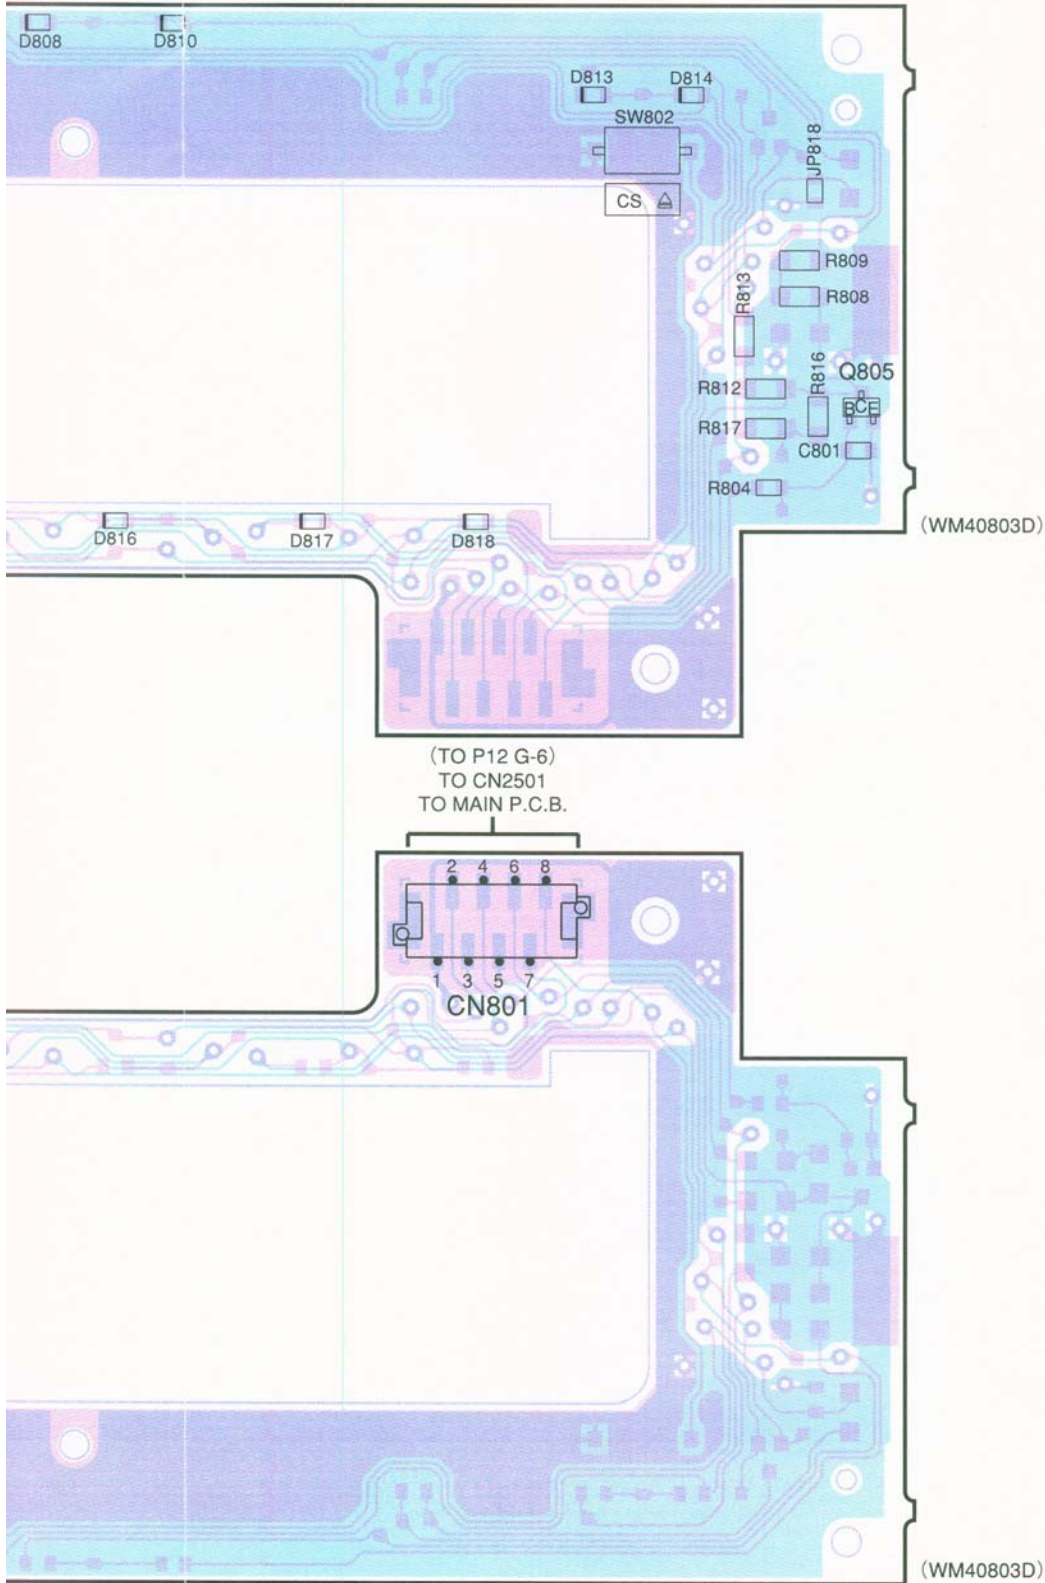 D808
D810
D813
D814
SW802
JP818
CS
R809
R813
R808
R816
Q805
R812
B C E
R817
C801
R804
D816
D817
D818
(WM40803D)
(TO P12 G-6)
TO CN2501
TO MAIN P.C.B.
2 4 6 8
1 3 5 7
CN801
(WM40803D)